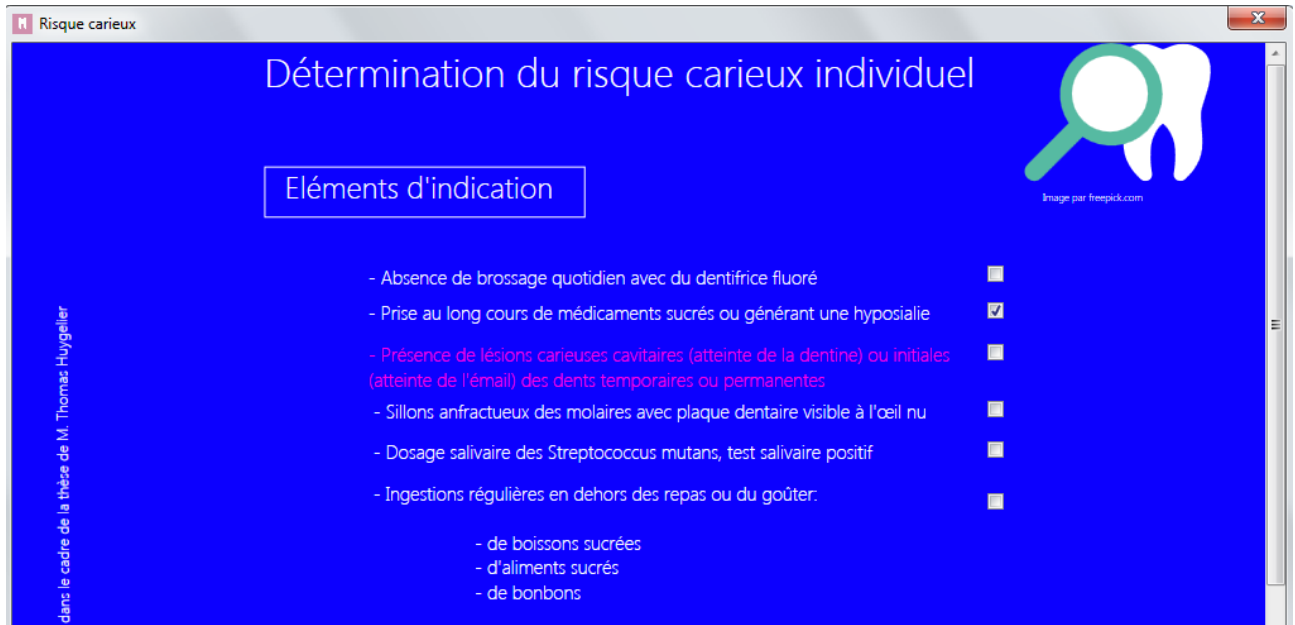 Risque carieux
Détermination du risque carieux individuel
Image par freepick.com
Eléments d'indication
- Absence de brossage quotidien avec du dentifrice fluoré
- Prise au long cours de médicaments sucrés ou générant une hyposialie
- Présence de lésions carieuses cavitaires (atteinte de la dentine) ou initiales
(atteinte de l'émail) des dents temporaires ou permanentes
- Sillons anfractueux des molaires avec plaque dentaire visible à l'œil nu
- Dosage salivaire des Streptococcus mutans, test salivaire positif
- Ingestions régulières en dehors des repas ou du goûter:
- de boissons sucrées
- d'aliments sucrés
- de bonbons
dans le cadre de la thèse de M. Thomas Huygelier